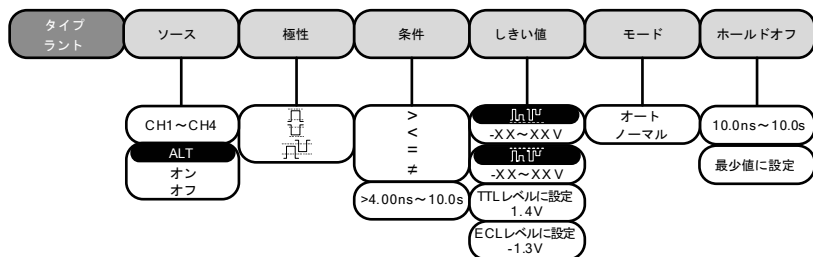 タイプ
ラント
ソース
極性
条件
しきい値
モード
ホールドオフ
CH1～CH4
ALT
オン
オフ
>
<
=
≠
>4.00ns～10.0s
-XX～XXV
-XX～XXV
TTLレベルに設定
1.4V
ECLレベルに設定
-1.3V
オート
ノーマル
10.0ns～10.0s
最少値に設定